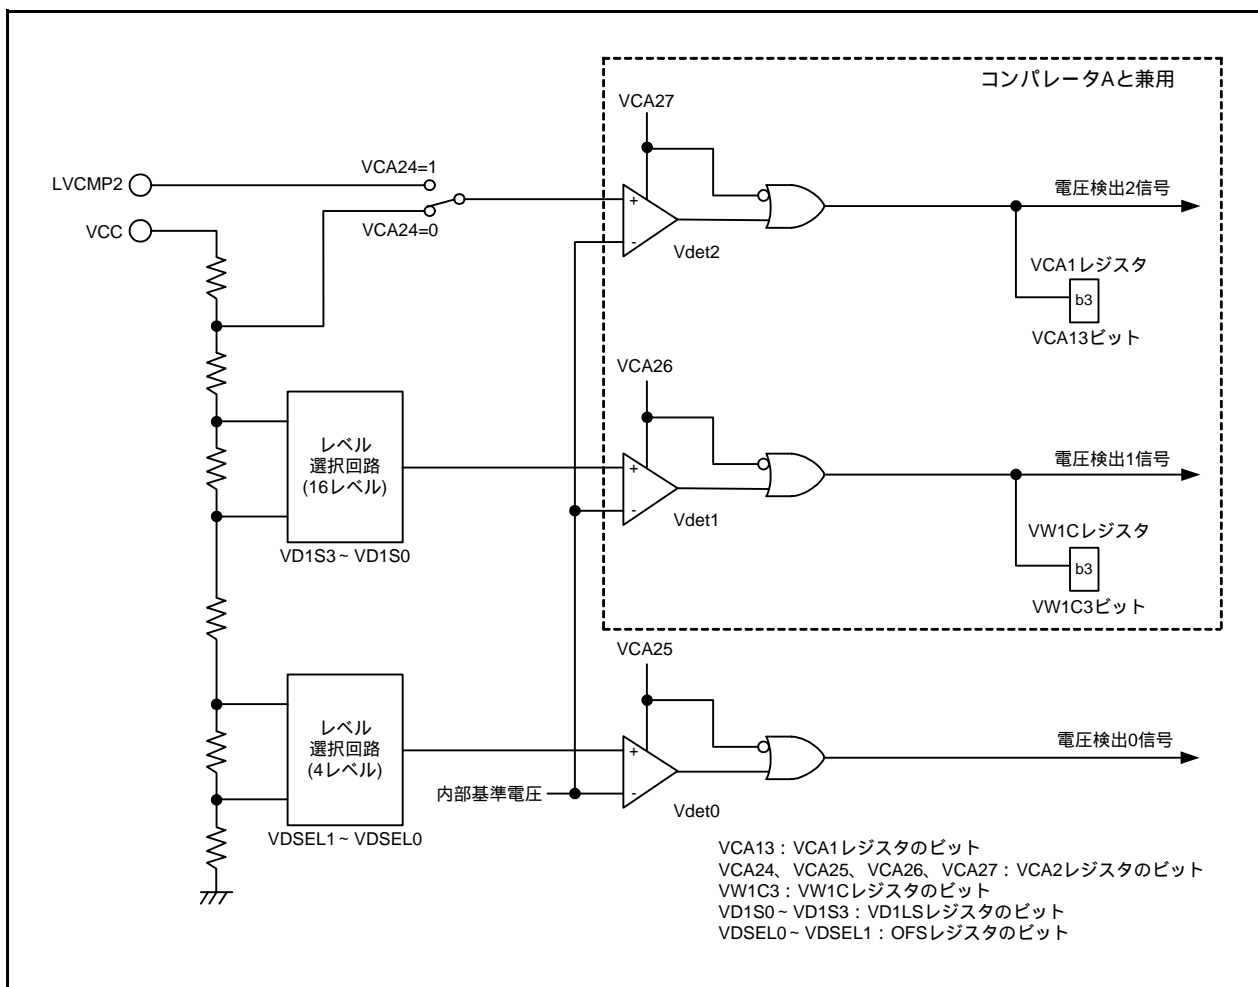 コンパレータAと兼用
VCA27
LVCMP2
VCA24=1
VCC
VCA24=0
+
-
Vdet2
電圧検出2信号
VCA1レジスタ
b3
VCA13ビット
VCA26
レベル
選択回路
(16レベル)
VD1S3~VD1S0
+
-
Vdet1
電圧検出1信号
VW1Cレジスタ
b3
VW1C3ビット
VCA25
レベル
選択回路
(4レベル)
VDSEL1~VDSEL0
内部基準電圧
+
-
Vdet0
電圧検出0信号
VCA13:VCA1レジスタのビット
VCA24、VCA25、VCA26、VCA27:VCA2レジスタのビット
VW1C3:VW1Cレジスタのビット
VD1S0~VD1S3:VD1LSレジスタのビット
VDSEL0~VDSEL1:OFSレジスタのビット